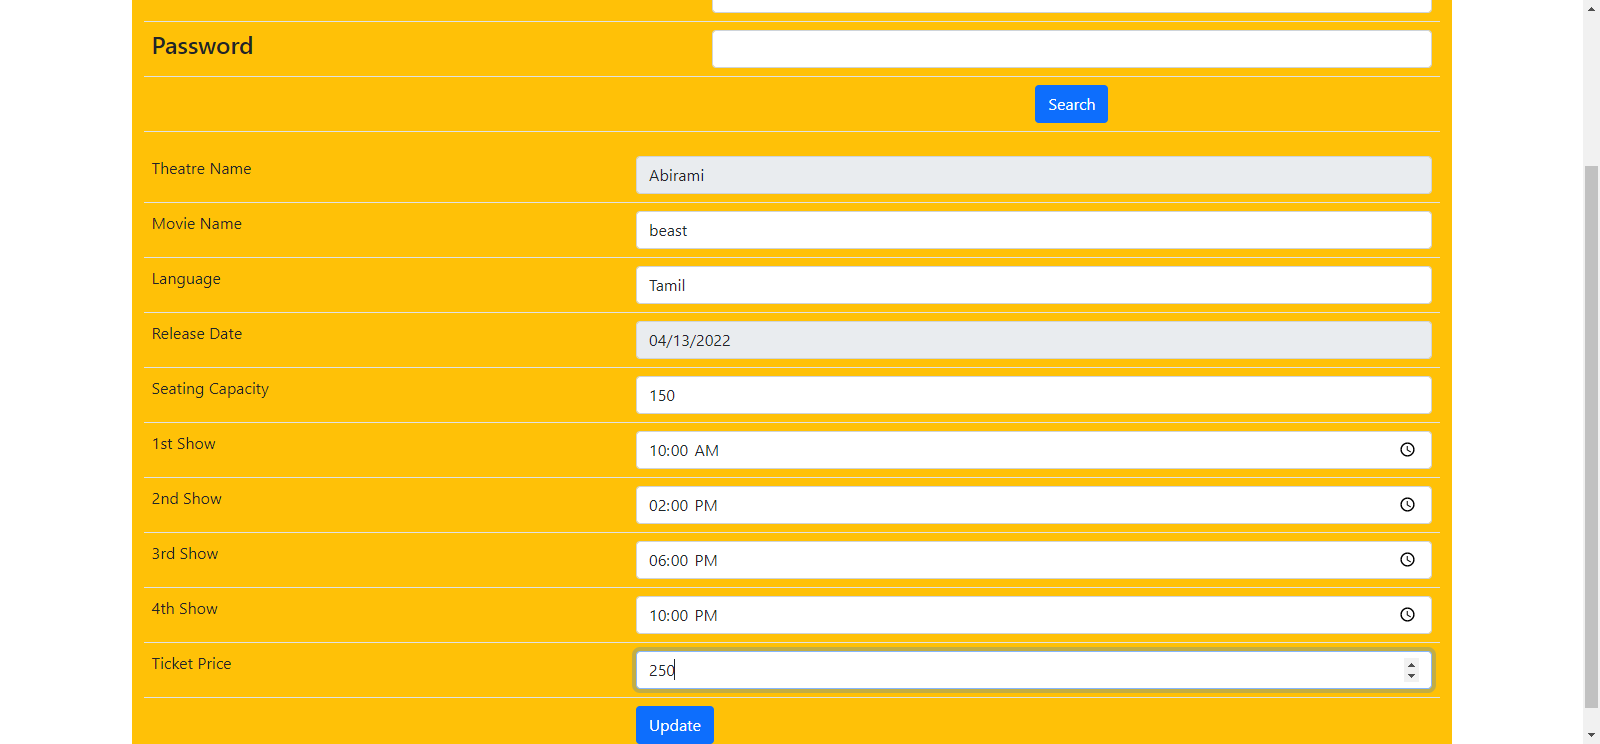 Password
Search
Theatre Name Abirami
Movie Name beast
Language Tamil
Release Date 04/13/2022
Seating Capacity 150
1st Show 10:00 AM
2nd Show 02:00 PM
3rd Show 06:00 PM
4th Show 10:00 PM
Ticket Price 250
Update